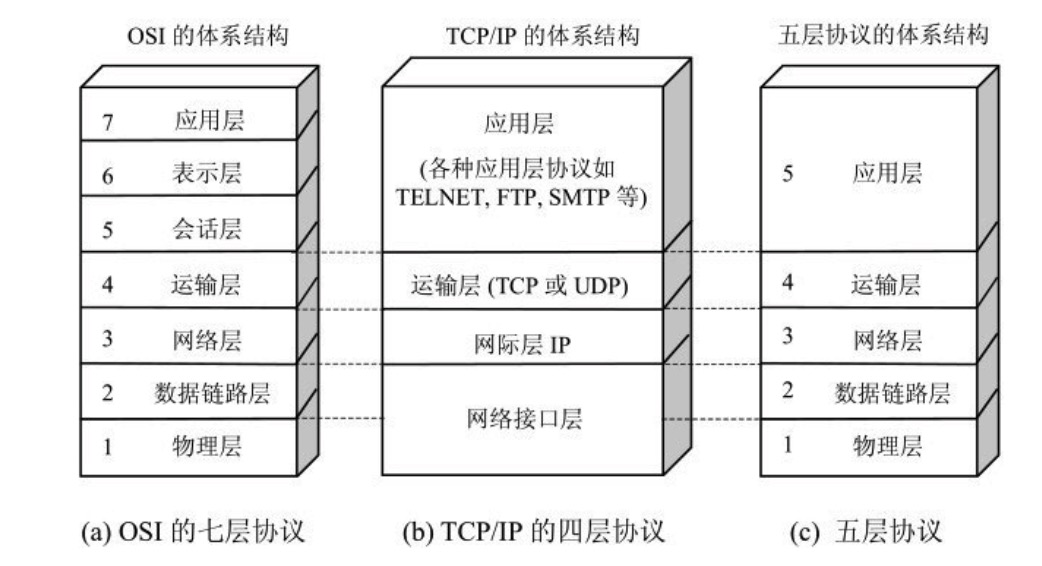 OSI 的体系结构
TCP/IP 的体系结构
五层协议的体系结构
7 应用层
6 表示层
5 会话层
4 运输层
3 网络层
2 数据链路层
1 物理层
应用层
(各种应用层协议如
TELNET, FTP, SMTP 等)
运输层 (TCP 或 UDP)
网际层 IP
网络接口层
5 应用层
4 运输层
3 网络层
2 数据链路层
1 物理层
(a) OSI 的七层协议
(b) TCP/IP 的四层协议
(c) 五层协议